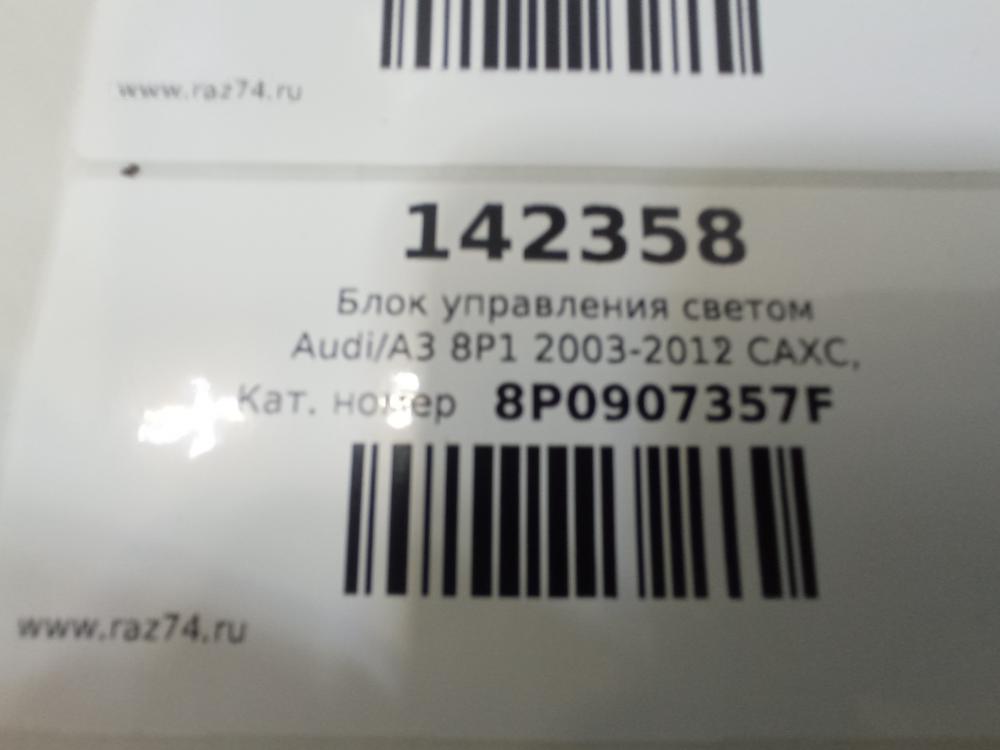 www.raz74.ru
142358
Блок управления светом
Audi/A3 8P1 2003-2012 CAXC,
Кат. номер 8P0907357F
www.raz74.ru